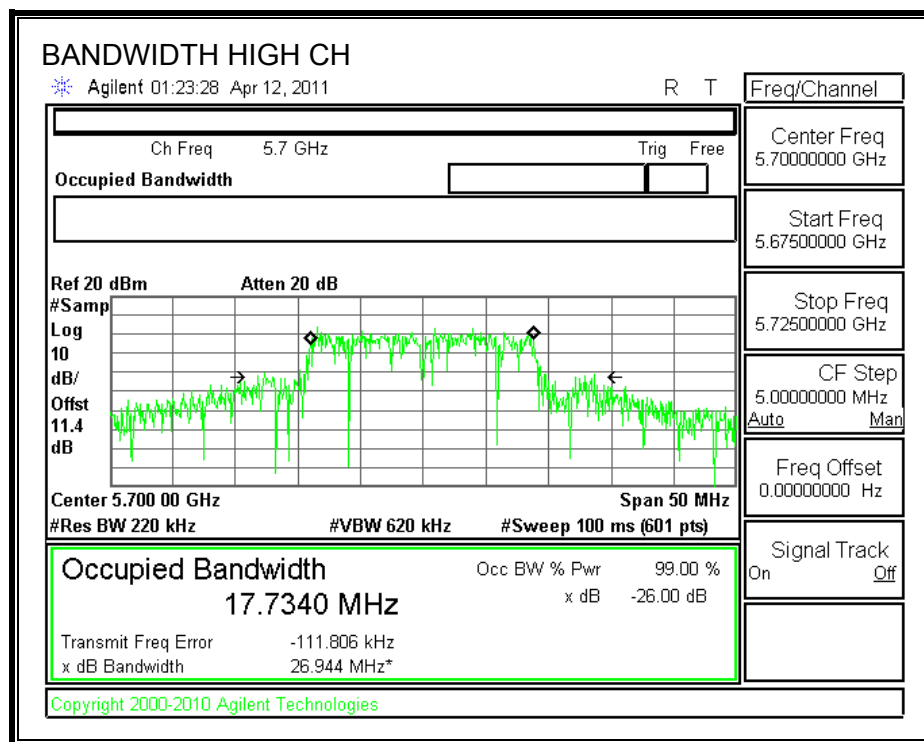 BANDWIDTH HIGH CH
Agilent 01:23:28 Apr 12, 2011 R T
Freq/Channel
Ch Freq 5.7 GHz Trig Free
Occupied Bandwidth
Center Freq
5.70000000 GHz
Start Freq
5.67500000 GHz
Stop Freq
5.72500000 GHz
CF Step
5.00000000 MHz
Auto Man
Freq Offset
0.00000000 Hz
Signal Track
On Off
Ref 20 dBm Atten 20 dB
#Samp
Log
10
dB/
Offst
11.4
dB
Center 5.700 00 GHz Span 50 MHz
#Res BW 220 kHz #VBW 620 kHz #Sweep 100 ms (601 pts)
Occupied Bandwidth Occ BW % Pwr 99.00 %
17.7340 MHz x dB -26.00 dB
Transmit Freq Error -111.806 kHz
x dB Bandwidth 26.944 MHz*
Copyright 2000-2010 Agilent Technologies